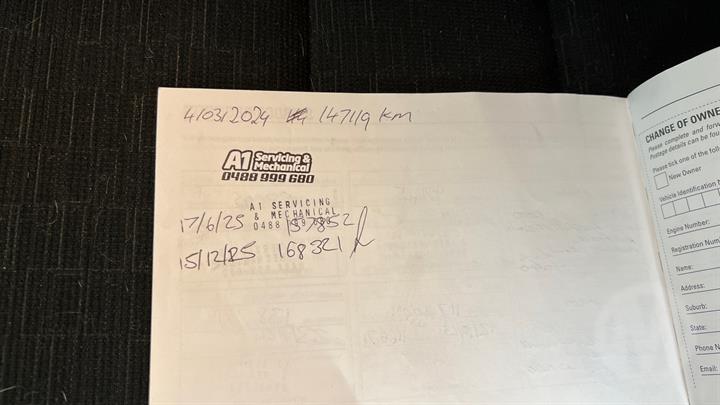 4/03/2024 147119 km
A1 Servicing &
Mechanical
0488 999 680
A1 SERVICING
& MECHANICAL
0488
17/6/25 157852
15/12/25 168321
CHANGE OF OWNE
Please complete and forw
Postage details can be fou
Please tick one of the foll
New Owner
Vehicle Identification
Engine Number:
Registration Num
Name:
Address:
Suburb:
State:
Phone N
Email: